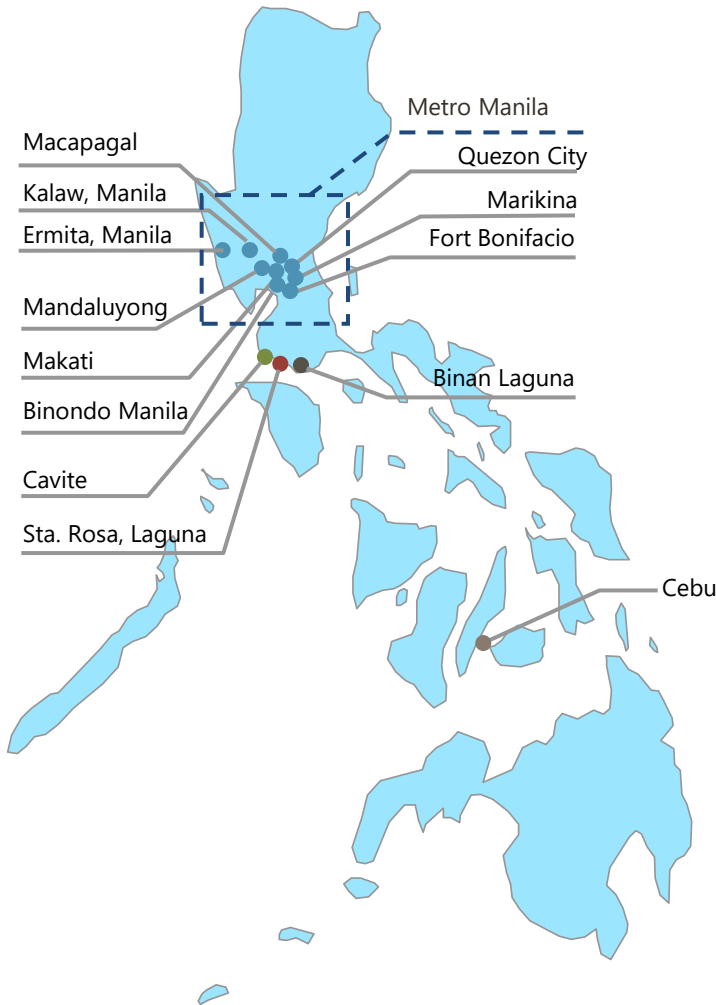 Metro Manila
Macapagal
Quezon City
Kalaw, Manila
Marikina
Ermita, Manila
Fort Bonifacio
Mandaluyong
Makati
Binan Laguna
Binondo Manila
Cavite
Sta. Rosa, Laguna
Cebu